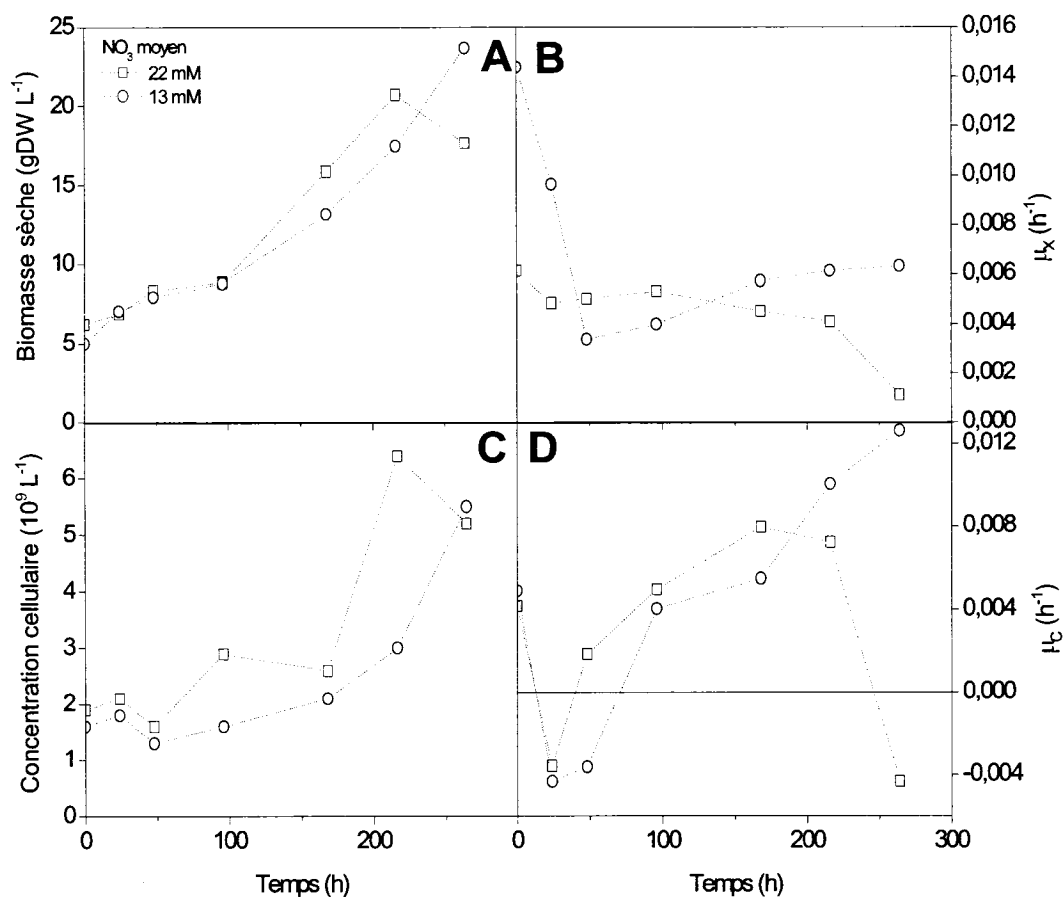 25
20
15
10
5
0
Biomasse sèche (gDW L⁻¹)
NO₃ moyen
22 mM
13 mM
A
B
0,016
0,014
0,012
0,010
0,008
0,006
0,004
0,002
0,000
μX (h⁻¹)
6
5
4
3
2
1
0
Concentration cellulaire (10⁹ L⁻¹)
C
D
0,012
0,008
0,004
0,000
-0,004
μC (h⁻¹)
0 100 200
0 100 200 300
Temps (h)
Temps (h)